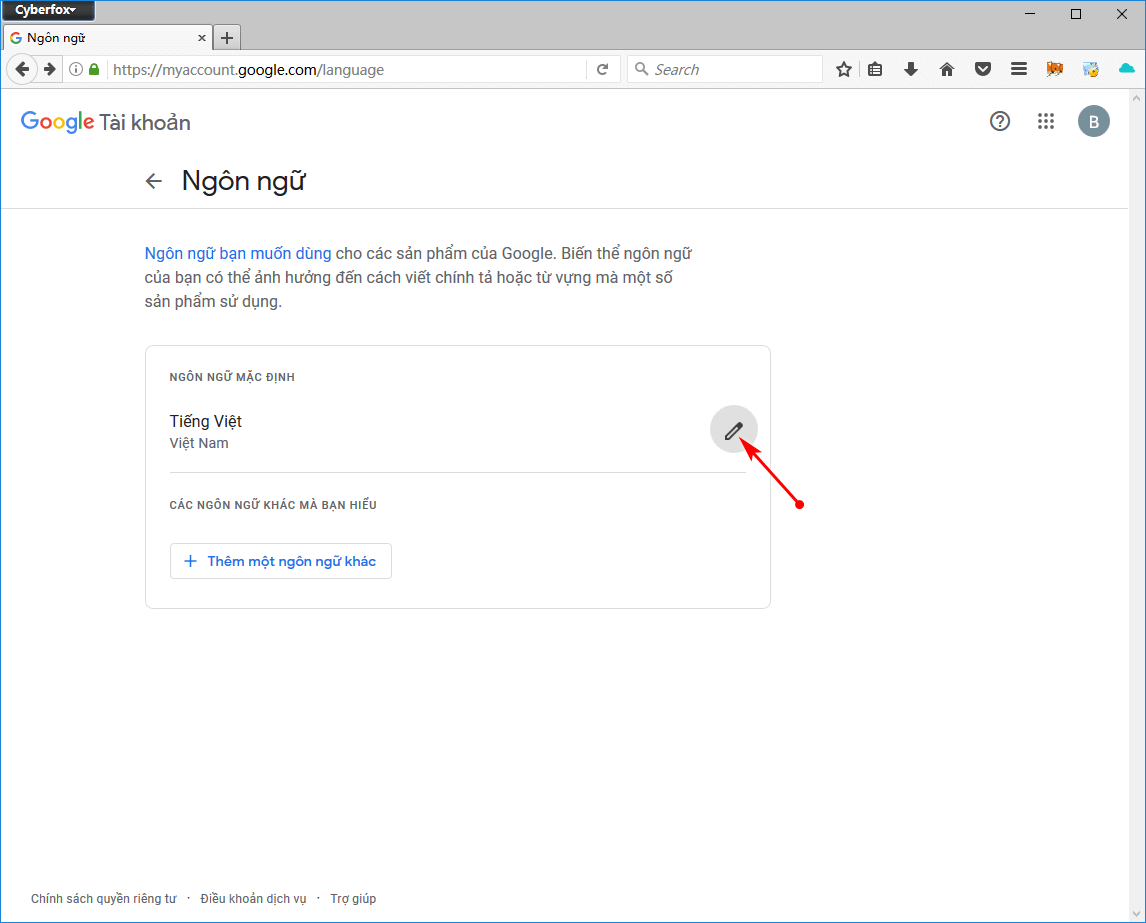 Cyberfox
Ngôn ngữ
https://myaccount.google.com/language
Search
Google Tài khoản
B
Ngôn ngữ
Ngôn ngữ bạn muốn dùng cho các sản phẩm của Google. Biến thể ngôn ngữ
của bạn có thể ảnh hưởng đến cách viết chính tả hoặc từ vựng mà một số
sản phẩm sử dụng.
NGÔN NGỮ MẶC ĐỊNH
Tiếng Việt
Việt Nam
CÁC NGÔN NGỮ KHÁC MÀ BẠN HIỂU
+ Thêm một ngôn ngữ khác
Chính sách quyền riêng tư · Điều khoản dịch vụ · Trợ giúp